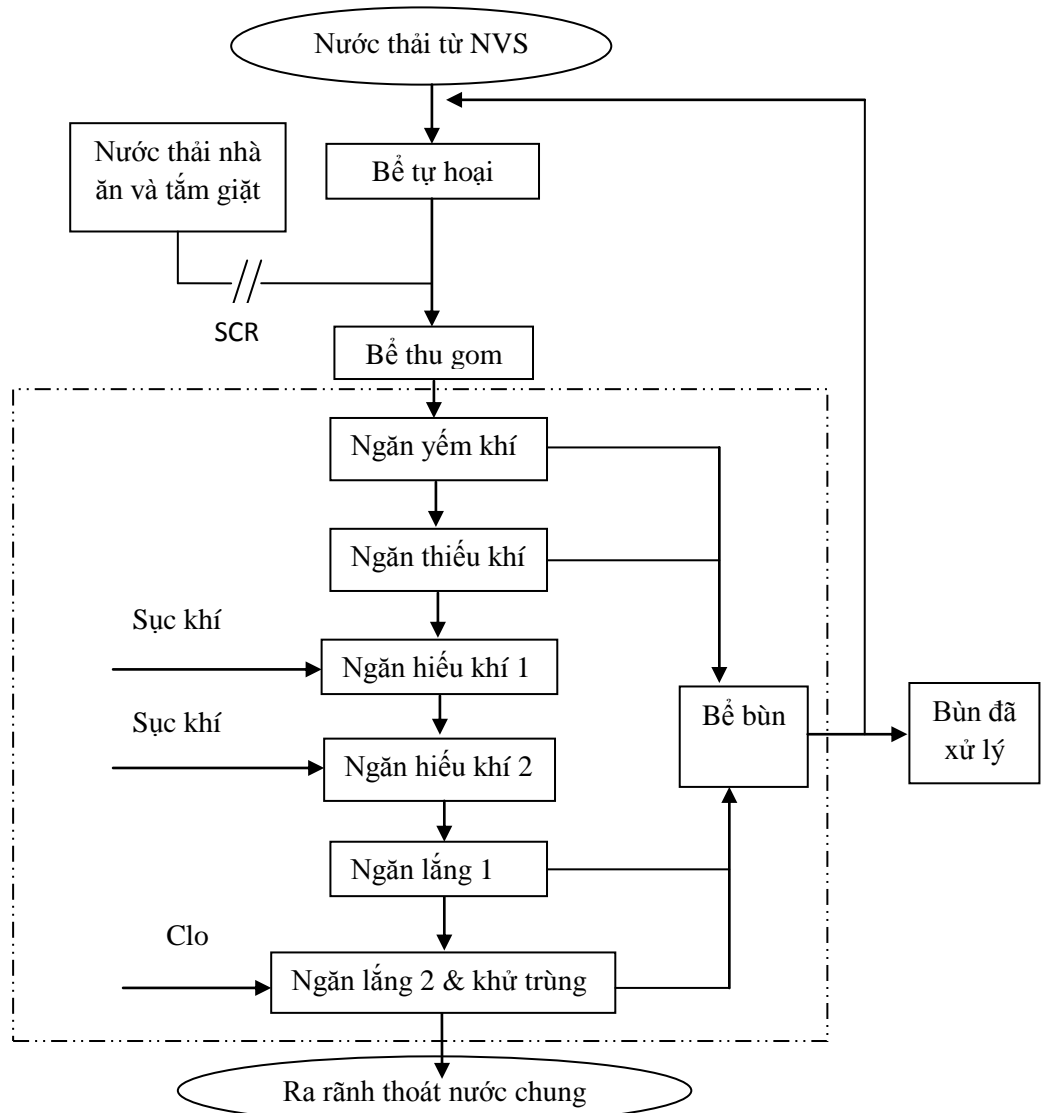 Nước thải từ NVS
Nước thải nhà
ăn và tắm giặt
Bể tự hoại
SCR
Bể thu gom
Ngăn yếm khí
Ngăn thiếu khí
Sục khí
Ngăn hiếu khí 1
Sục khí
Ngăn hiếu khí 2
Bể bùn
Bùn đã
xử lý
Ngăn lắng 1
Clo
Ngăn lắng 2 & khử trùng
Ra rãnh thoát nước chung